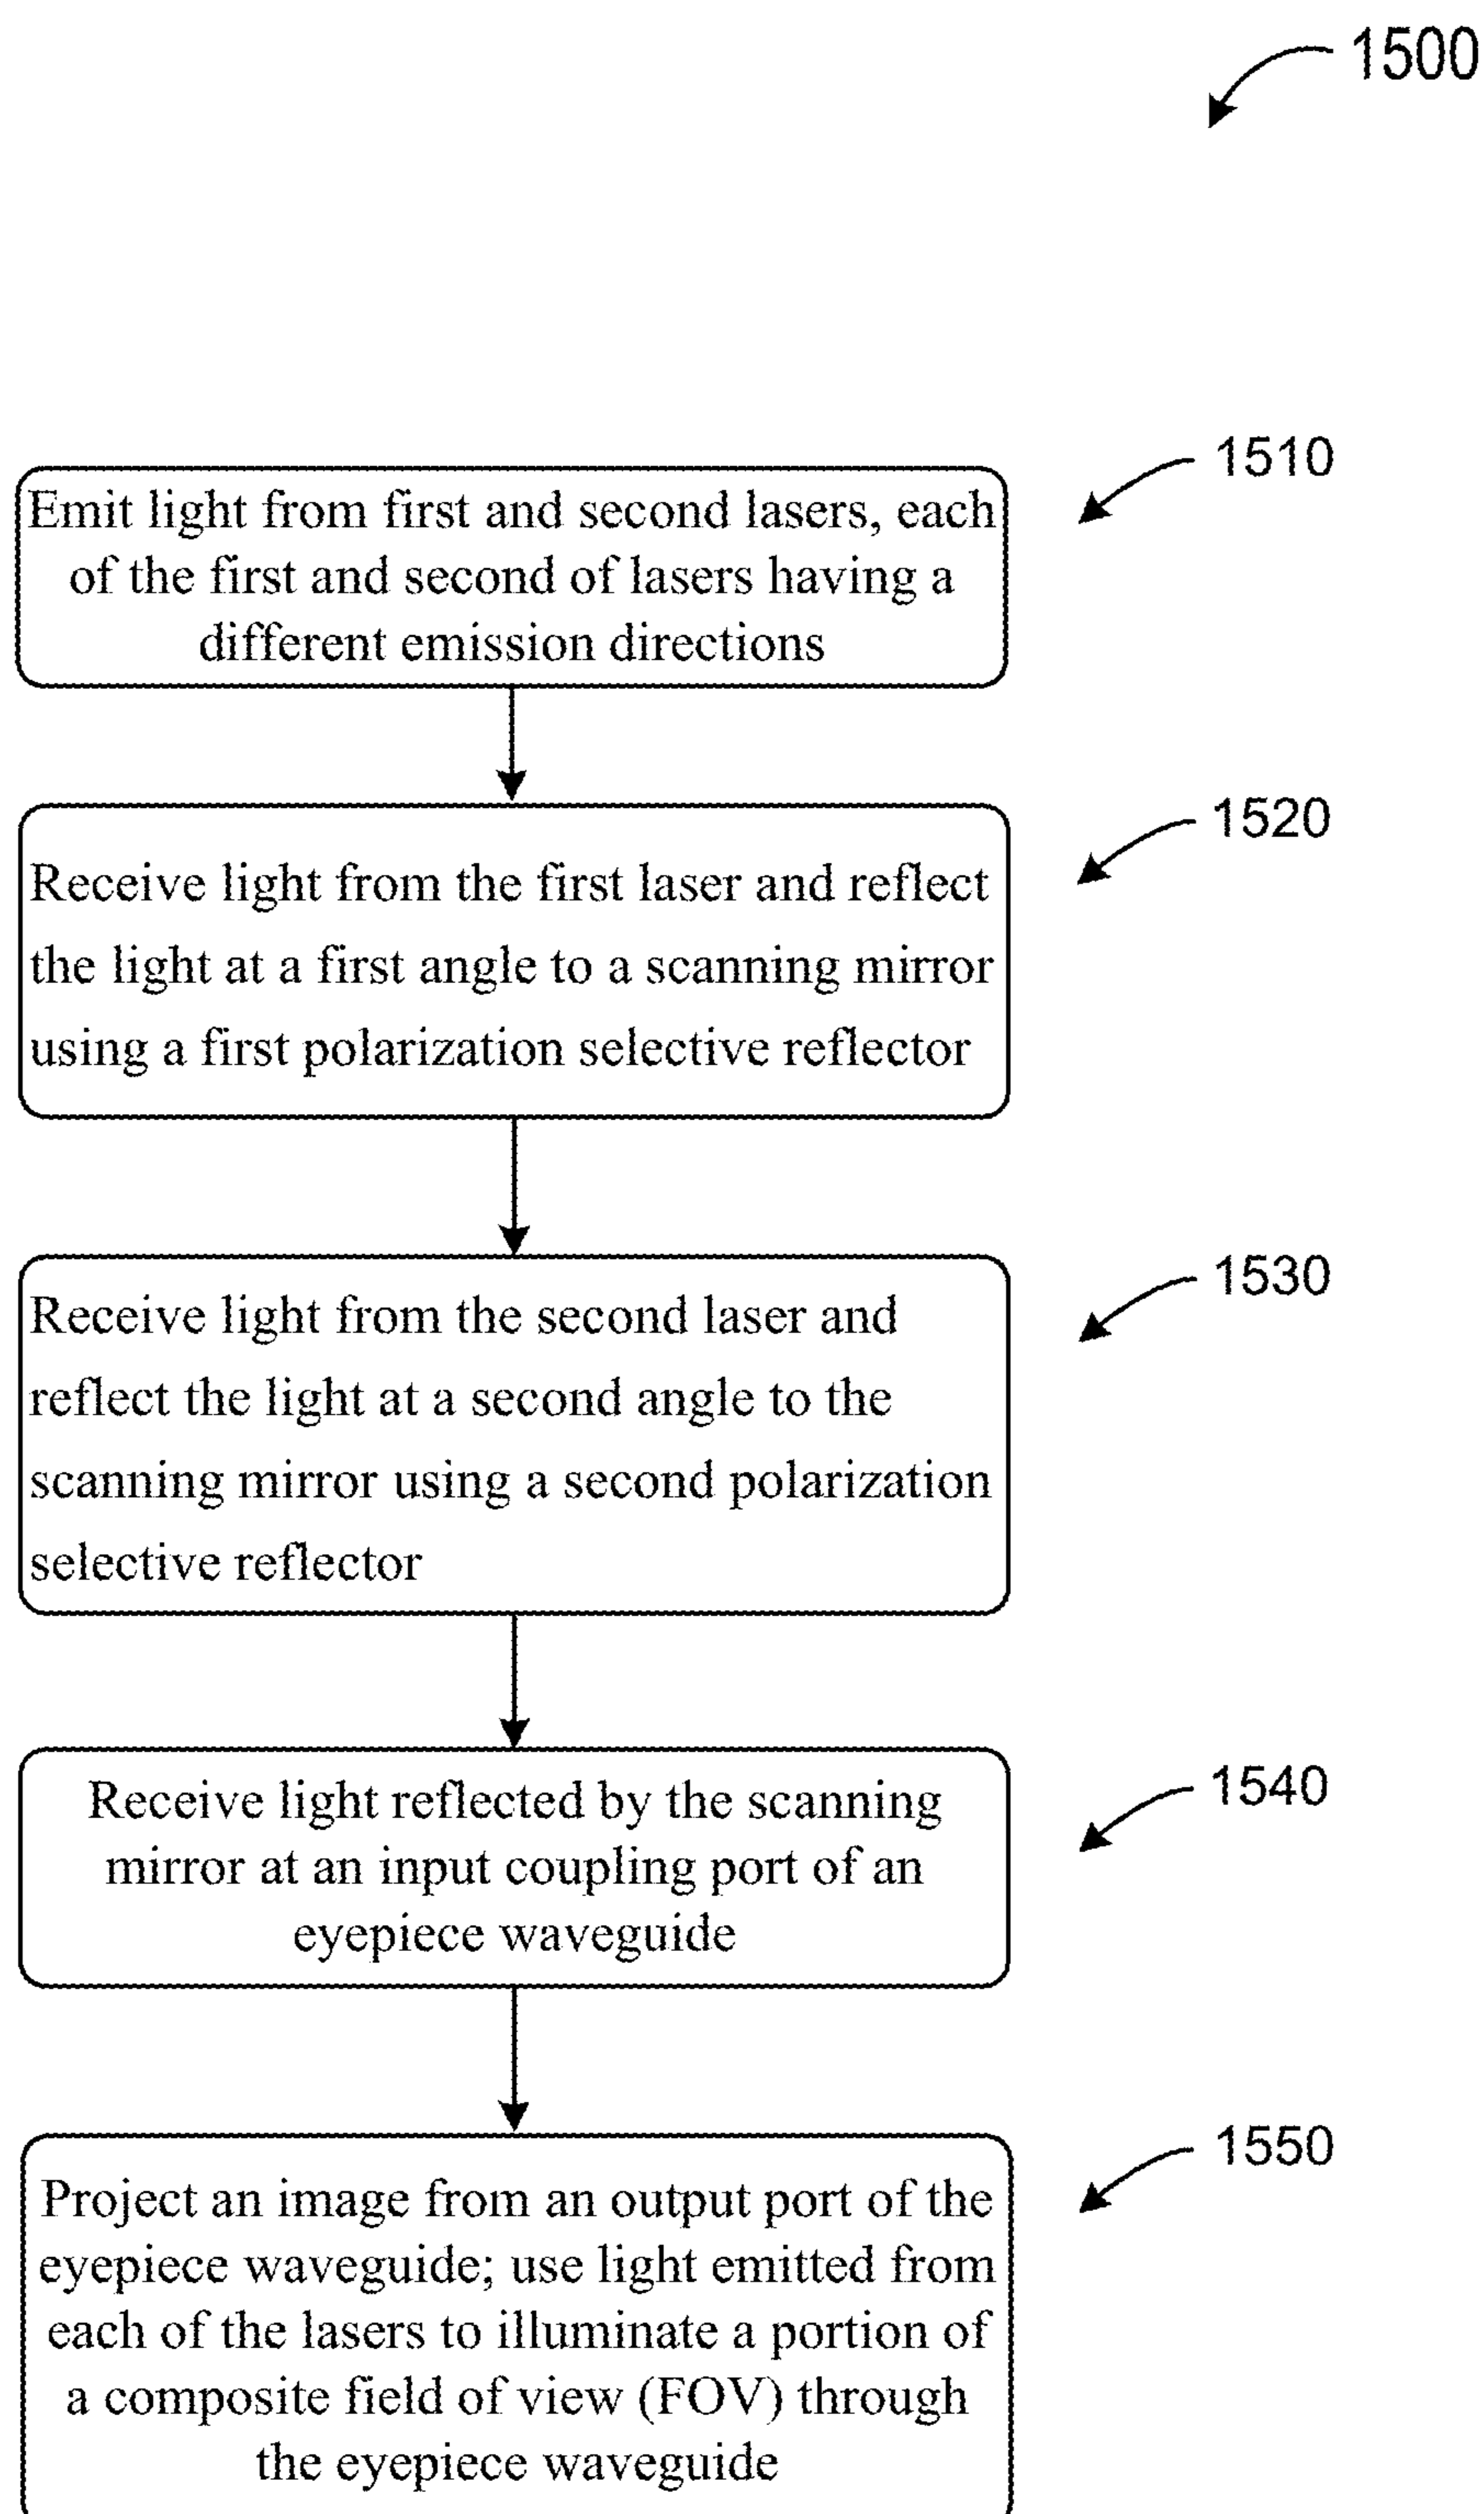 1500
1510
Emit light from first and second lasers, each
of the first and second of lasers having a
different emission directions
1520
Receive light from the first laser and reflect
the light at a first angle to a scanning mirror
using a first polarization selective reflector
1530
Receive light from the second laser and
reflect the light at a second angle to the
scanning mirror using a second polarization
selective reflector
1540
Receive light reflected by the scanning
mirror at an input coupling port of an
eyepiece waveguide
1550
Project an image from an output port of the
eyepiece waveguide; use light emitted from
each of the lasers to illuminate a portion of
a composite field of view (FOV) through
the eyepiece waveguide